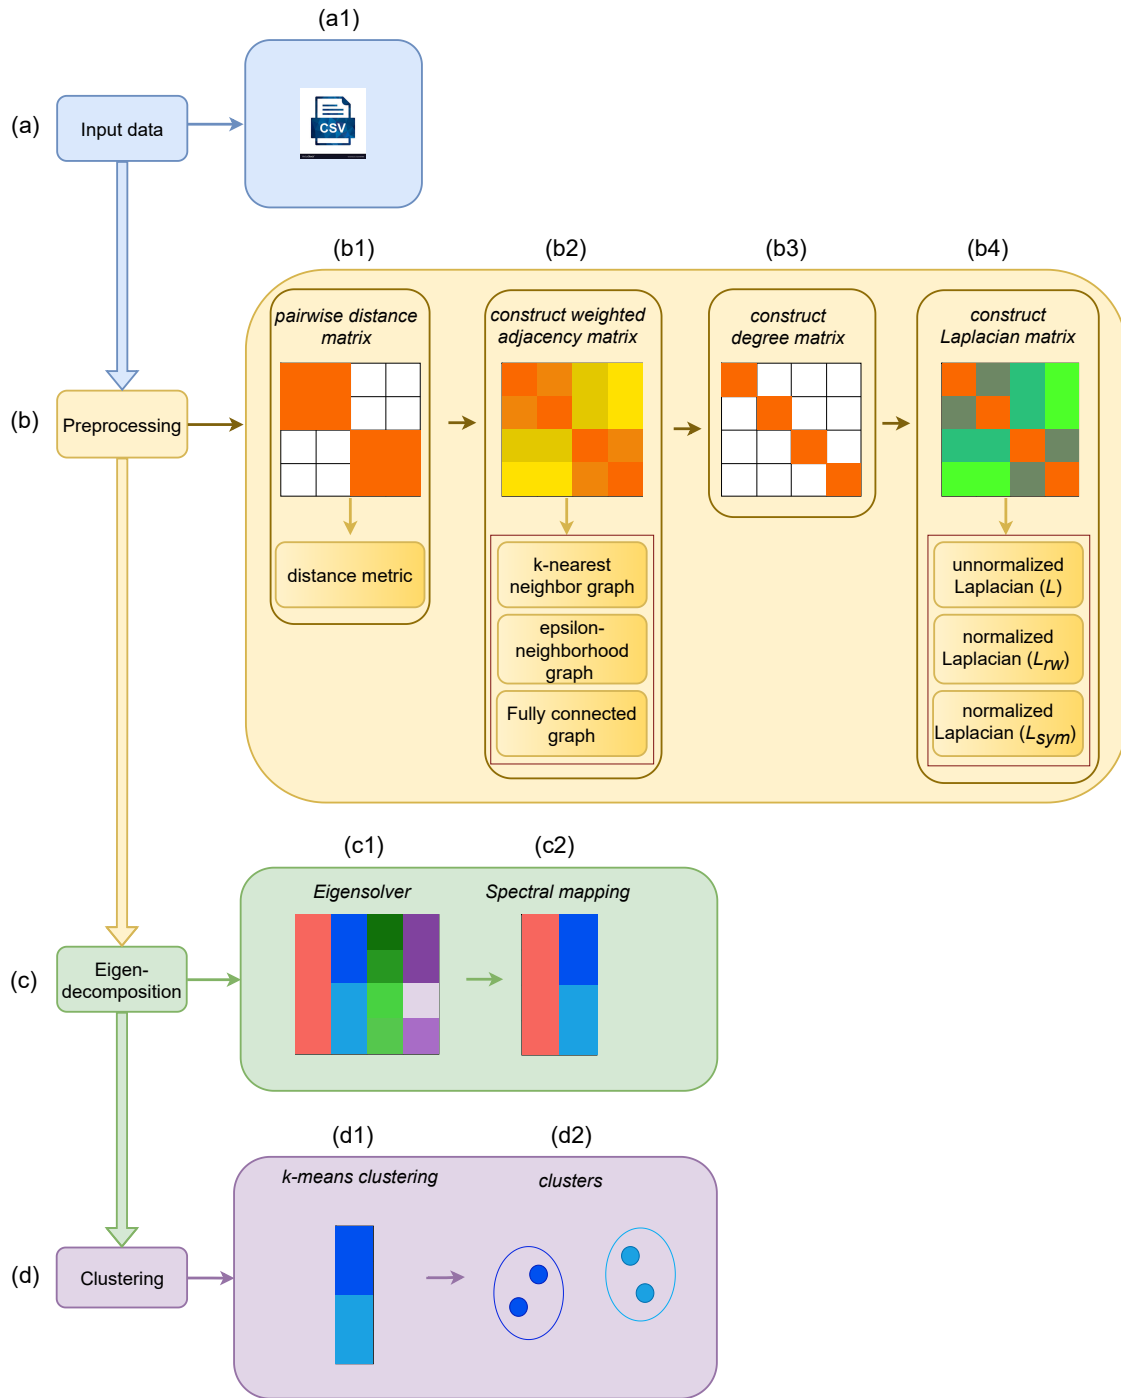 (a1)
(a)
Input data
CSV
(b1)
(b2)
(b3)
(b4)
pairwise distance
matrix
construct weighted
adjacency matrix
construct
degree matrix
construct
Laplacian matrix
(b)
Preprocessing
distance metric
k-nearest
neighbor graph
epsilon-
neighborhood
graph
Fully connected
graph
unnormalized
Laplacian (L)
normalized
Laplacian (Lrw)
normalized
Laplacian (Lsym)
(c1)
(c2)
Eigensolver
Spectral mapping
(c)
Eigen-
decomposition
(d1)
(d2)
k-means clustering
clusters
(d)
Clustering